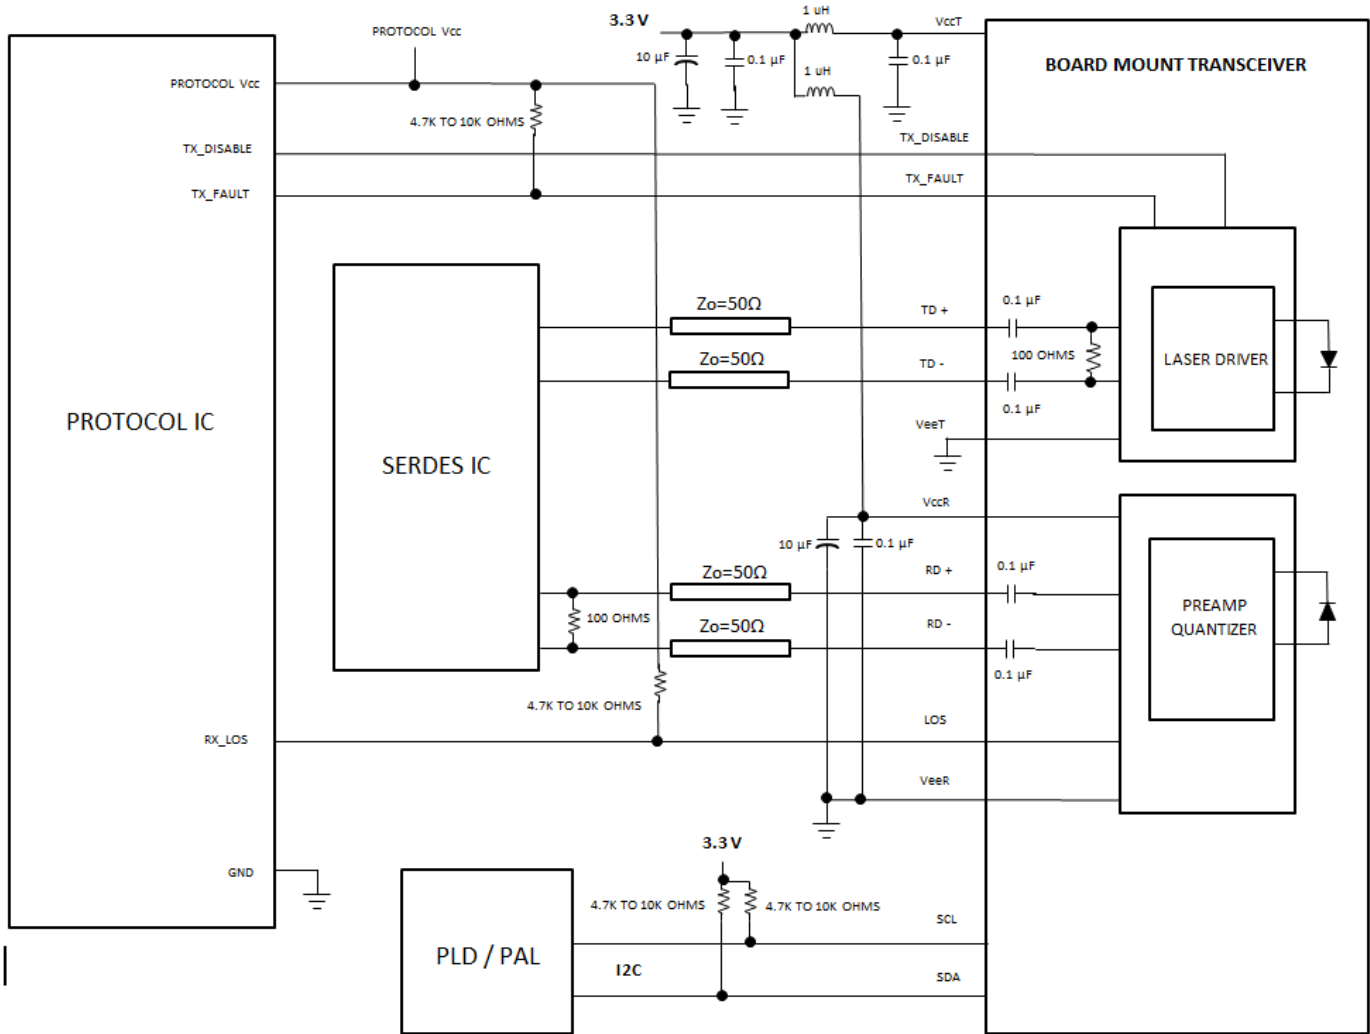 1 uH
3.3 V
VccT
PROTOCOL Vcc
10 µF
0.1 µF
0.1 µF
BOARD MOUNT TRANSCEIVER
PROTOCOL Vcc
1 uH
4.7K TO 10K OHMS
TX_DISABLE
TX_DISABLE
TX_FAULT
TX_FAULT
Zo=50Ω
TD +
0.1 µF
Zo=50Ω
TD -
100 OHMS
LASER DRIVER
0.1 µF
PROTOCOL IC
VeeT
SERDES IC
VccR
10 µF
0.1 µF
Zo=50Ω
RD +
0.1 µF
100 OHMS
Zo=50Ω
RD -
PREAMP
QUANTIZER
0.1 µF
4.7K TO 10K OHMS
RX_LOS
LOS
VeeR
3.3 V
GND
4.7K TO 10K OHMS
4.7K TO 10K OHMS
SCL
PLD / PAL
I2C
SDA